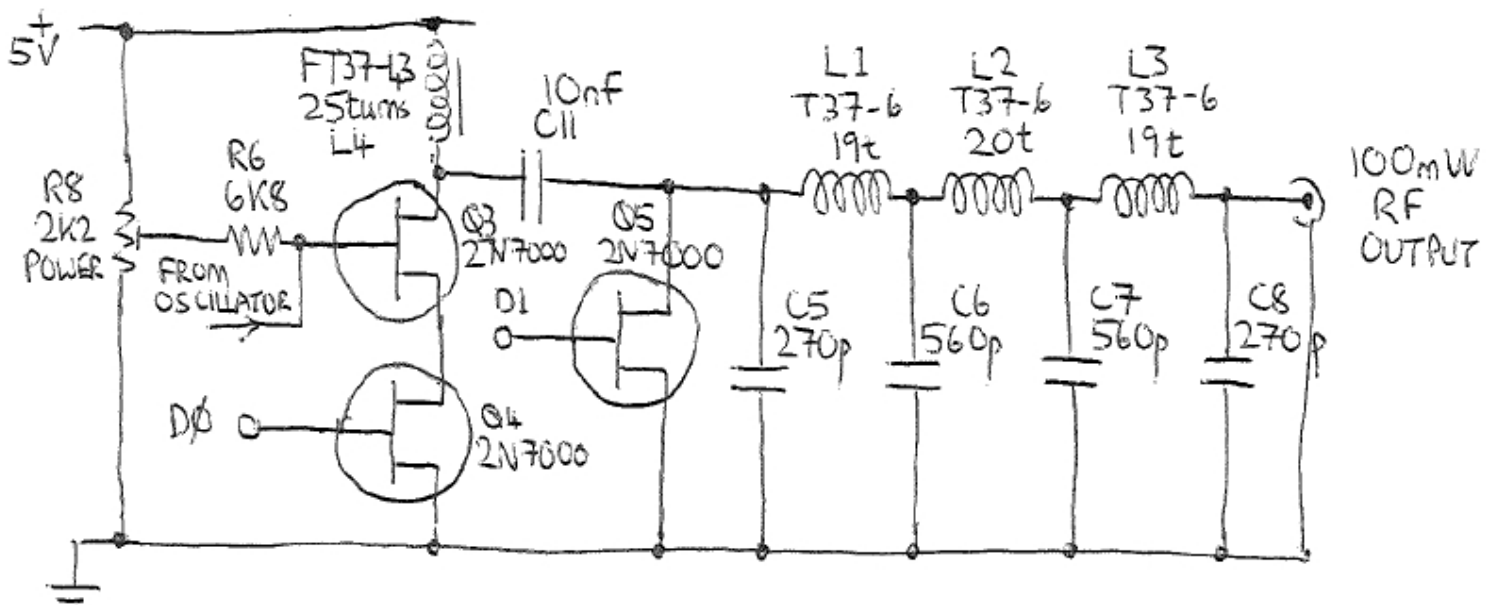 +
5V
FT37-43
25turns
L4
10nf
C11
L1
T37-6
19t
L2
T37-6
20t
L3
T37-6
19t
100mW
RF
OUTPUT
R8
2K2
POWER
R6
6K8
FROM
OSCILLATOR
Q3
2N7000
Q5
2N7000
D1
C5
270p
C6
560p
C7
560p
C8
270p
DØ
Q4
2N7000